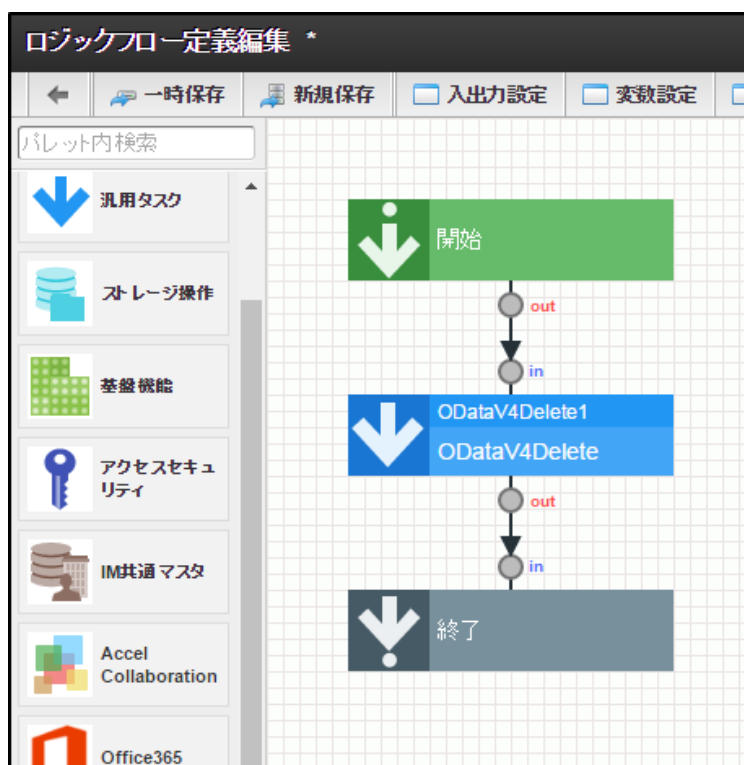 ロジックフロー定義編集 *
一時保存 新規保存 入出力設定 変数設定
パレット内検索
汎用タスク
ストレージ操作
基盤機能
アクセスセキュ
リティ
IM共通マスタ
Accel
Collaboration
Office365
開始
out
in
ODataV4Delete1
ODataV4Delete
out
in
終了